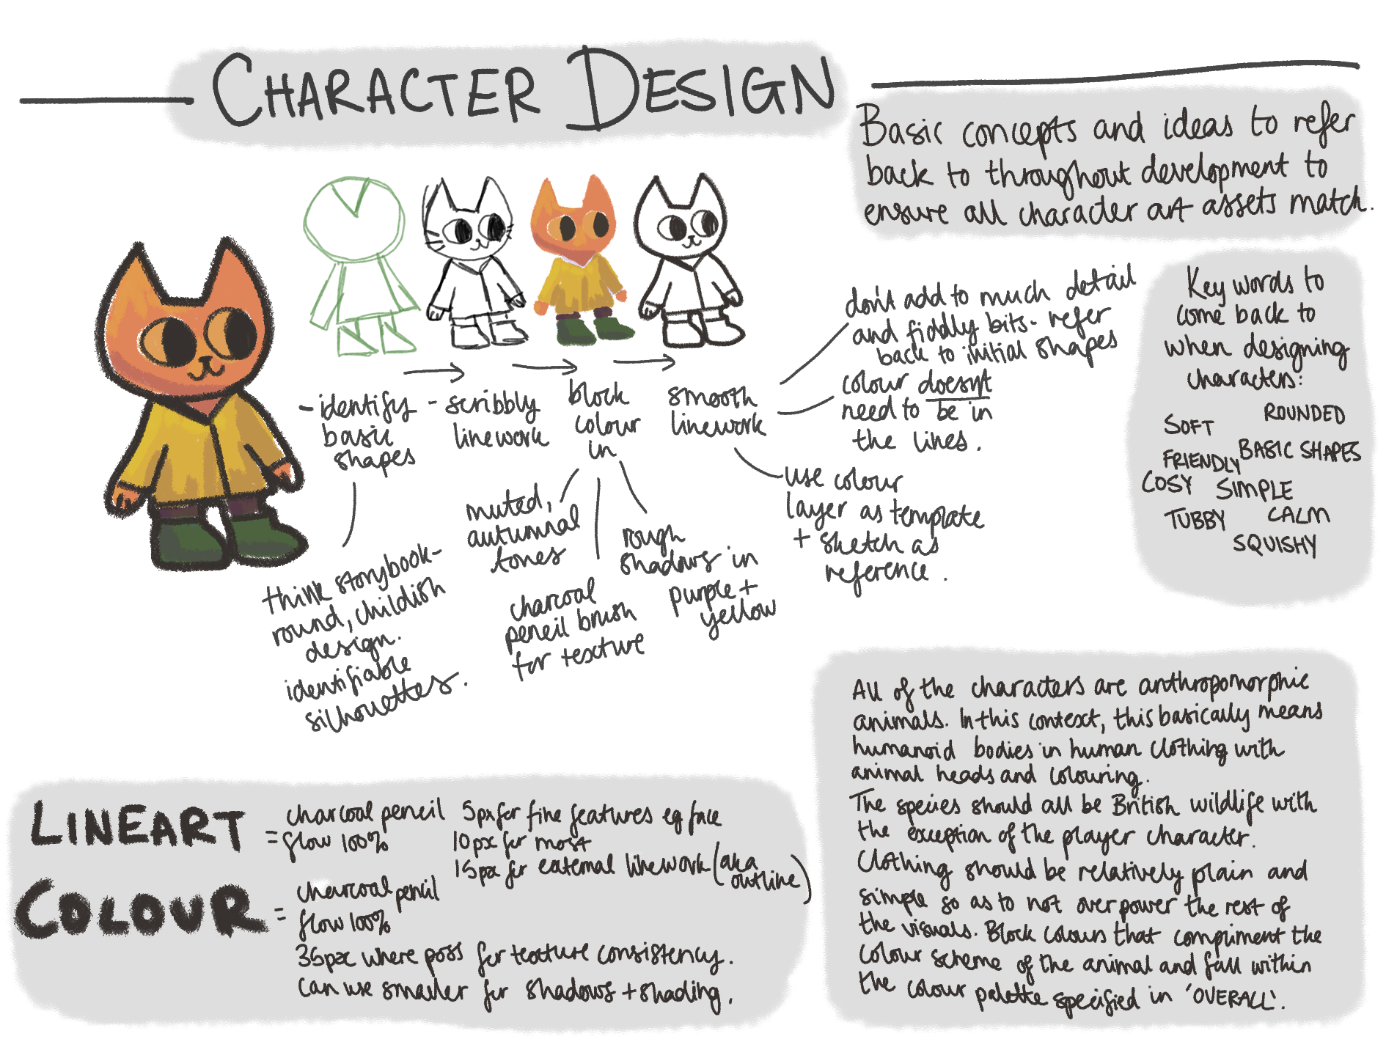 CHARACTER DESIGN
Basic concepts and ideas to refer
back to throughout development to
ensure all character art assets match.
Key words to
come back to
when designing
characters:
SOFT
ROUNDED
FRIENDLY
BASIC SHAPES
COSY
SIMPLE
TUBBY
CALM
SQUISHY
- identify
basic
shapes
- scribbly
linework
block
colour
in
smooth
linework
don't add to much detail
and fiddly bits - refer
back to initial shapes
colour doesn't
need to be in
the lines.
use colour
layer as template
+ sketch as
reference.
think storybook-
round, childish
design.
identifiable
silhouettes.
muted,
autumnal
tones
charcoal
pencil brush
for texture
rough
shadows in
purple +
yellow
LINEART
= charcoal pencil
flow 100%
5px for fine features eg face
10px for most
15px for external linework (aka
outline)
COLOUR
= charcoal pencil
flow 100%
35px where poss for texture consistency.
can use smaller for shadows + shading.
All of the characters are anthropomorphic
animals. In this context, this basically means
humanoid bodies in human clothing with
animal heads and colouring.
The species should all be British wildlife with
the exception of the player character.
Clothing should be relatively plain and
simple so as to not overpower the rest of
the visuals. Block colours that compliment the
colour scheme of the animal and fall within
the colour palette specified in 'OVERALL'.